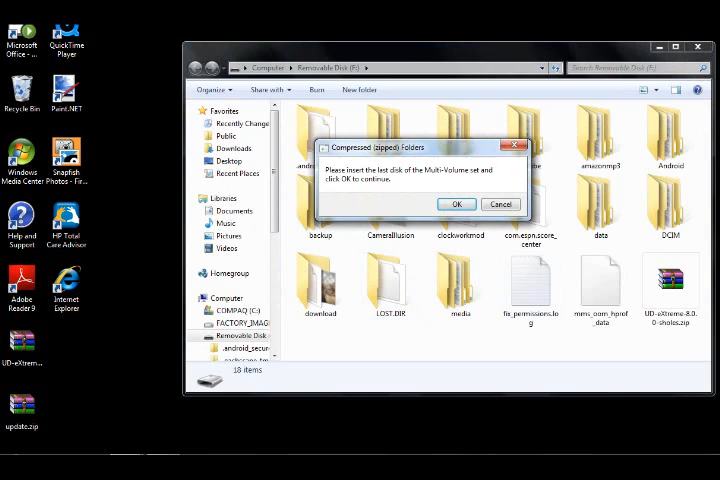 Microsoft
Office - ...
QuickTime
Player
Recycle Bin
Paint.NET
Windows
Media Center
Snapfish
Photos - Fir...
Help and
Support
HP Total
Care Advisor
Adobe
Reader 9
Internet
Explorer
UD-eXtrem...
update.zip
Computer
Removable Disk (F:)
Search Removable Disk (F:)
Organize
Share with
Burn
New folder
Favorites
Recently Change
Public
Downloads
Desktop
Recent Places
Libraries
Documents
Music
Pictures
Videos
Homegroup
Computer
COMPAQ (C:)
FACTORY_IMAG
Removable Disk
.android_secur
Compressed (zipped) Folders
Please insert the last disk of the Multi-Volume set and
click OK to continue.
OK
Cancel
amazonmp3
Android
backup
CameraIllusion
clockworkmod
com.espn.score_
center
data
DCIM
download
LOST.DIR
media
fix_permissions.lo
g
mms_oom_hprof
_data
UD-eXtreme-8.0.
0-sholes.zip
18 items